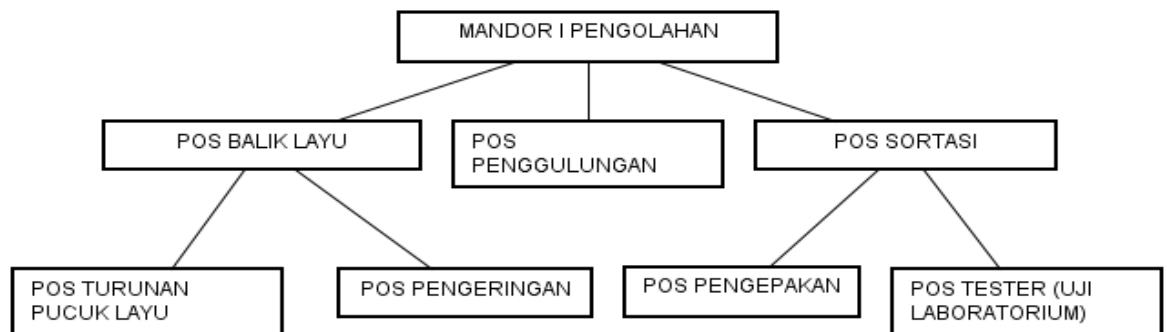 MANDOR I PENGOLAHAN
POS BALIK LAYU
POS
PENGGULUNGAN
POS SORTASI
POS TURUNAN
PUCUK LAYU
POS PENGERINGAN
POS PENGEPAKAN
POS TESTER (UJI
LABORATORIUM)